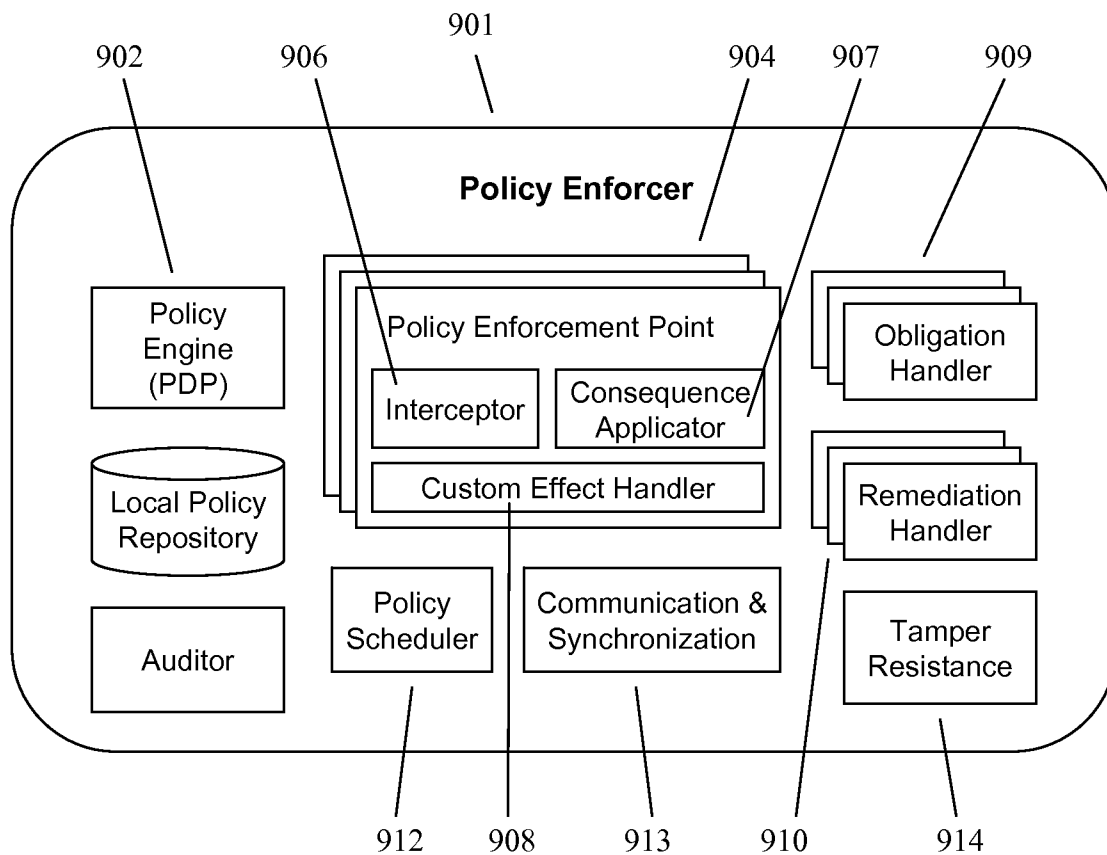 901
902
906
904
907
909
Policy Enforcer
Policy
Engine
(PDP)
Policy Enforcement Point
Interceptor
Consequence
Applicator
Custom Effect Handler
Obligation
Handler
Local Policy
Repository
Remediation
Handler
Auditor
Policy
Scheduler
Communication &
Synchronization
Tamper
Resistance
912
908
913
910
914